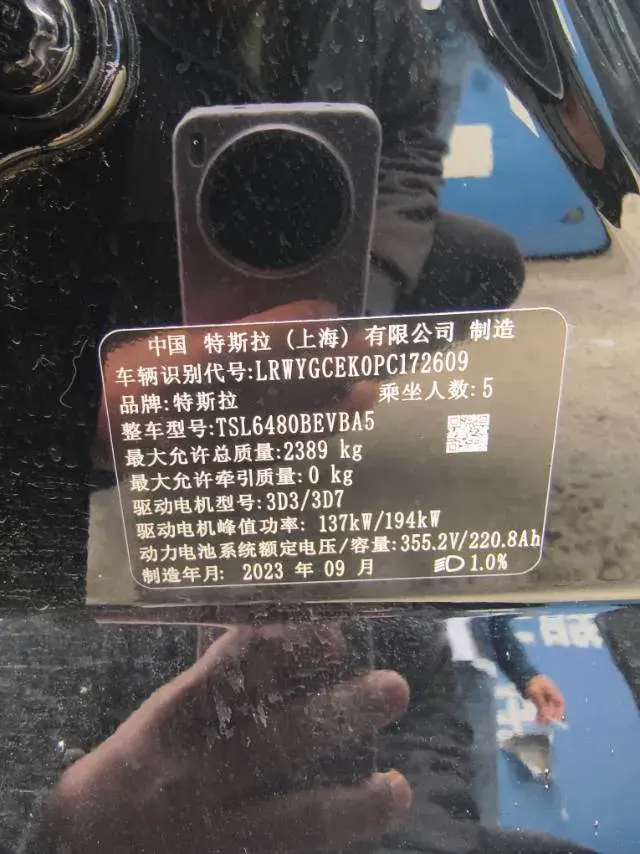 中国 特斯拉 (上海) 有限公司 制造
车辆识别代号:LRWYGCEK0PC172609
品牌:特斯拉 乘坐人数:5
整车型号:TSL6480BEVBA5
最大允许总质量:2389 kg
最大允许牵引质量:0 kg
驱动电机型号:3D3/3D7
驱动电机峰值功率: 137kW/194kW
动力电池系统额定电压/容量:355.2V/220.8Ah
制造年月: 2023 年 09 月 1.0%